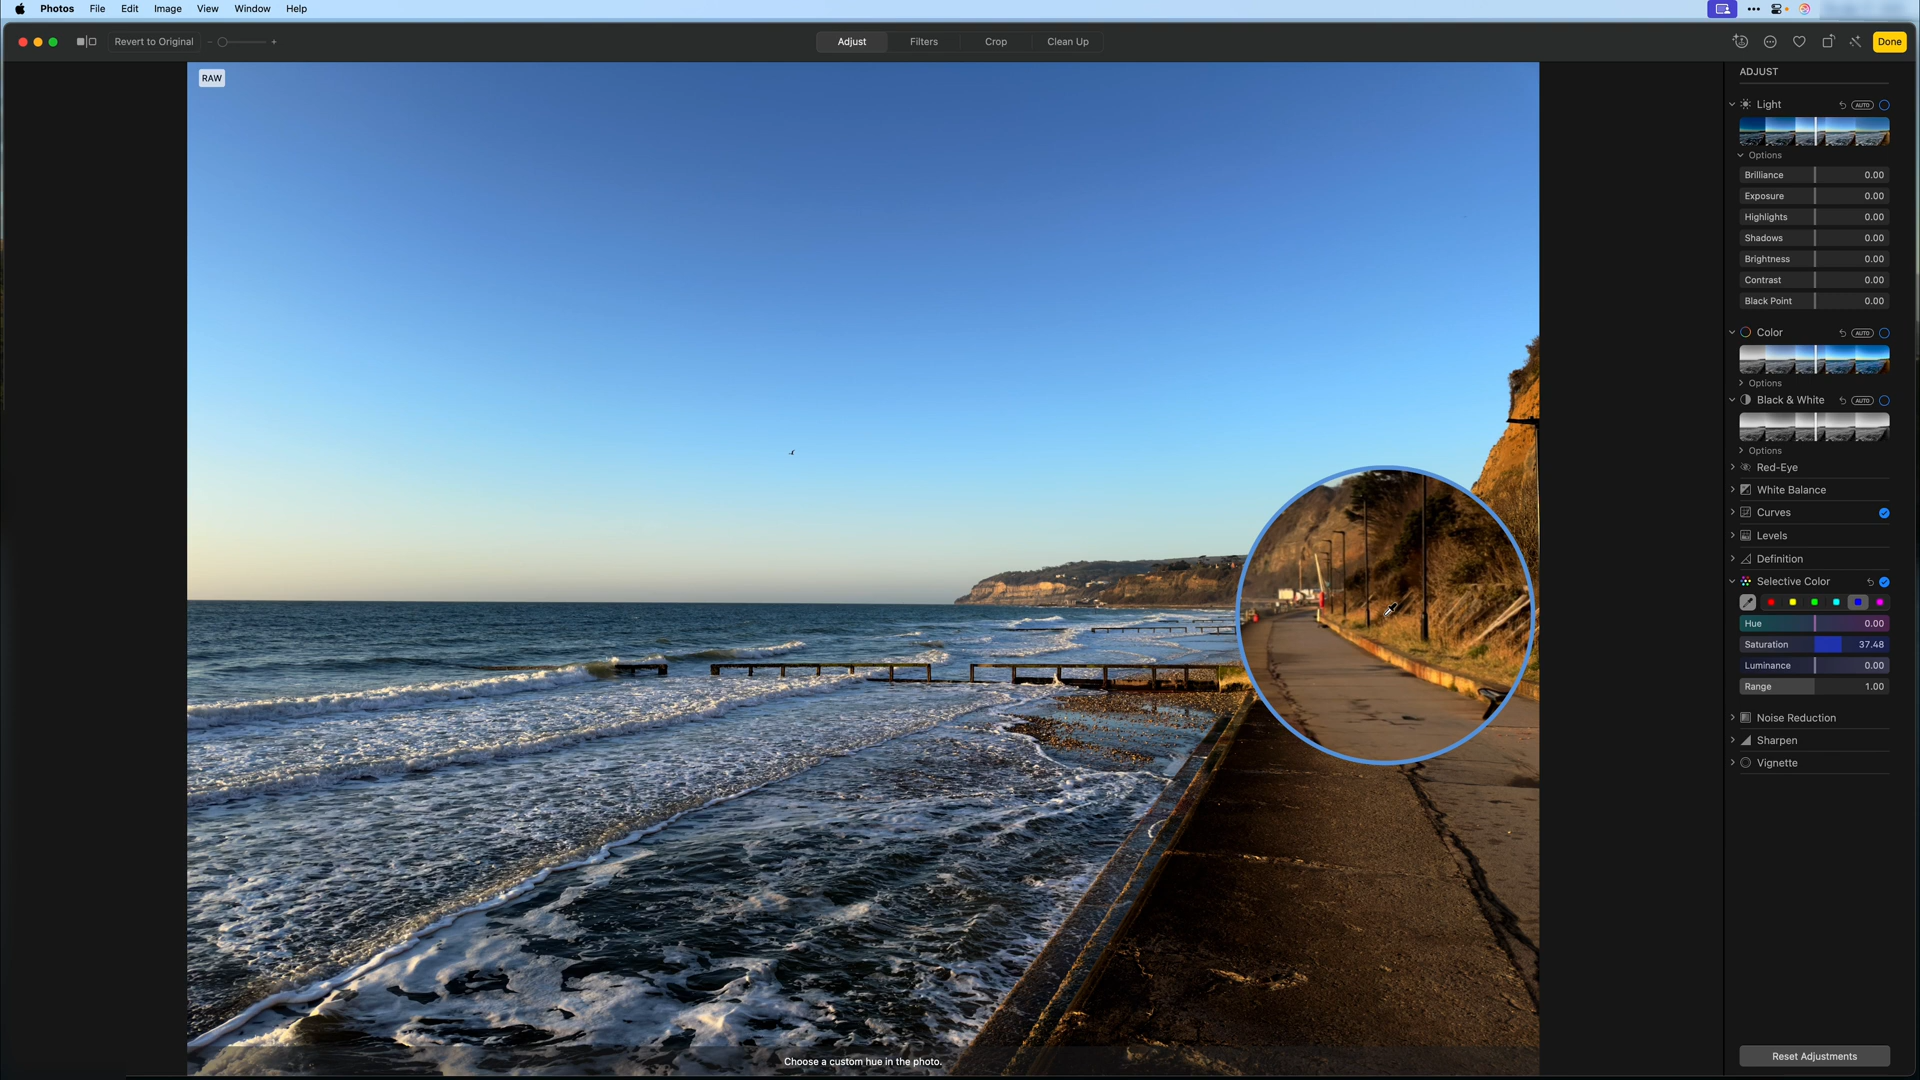 Photos File Edit Image View Window Help
Revert to Original - +
Adjust Filters Crop Clean Up
Done
RAW
ADJUST
Light AUTO
Options
Brilliance 0.00
Exposure 0.00
Highlights 0.00
Shadows 0.00
Brightness 0.00
Contrast 0.00
Black Point 0.00
Color AUTO
Options
Black & White AUTO
Options
Red-Eye
White Balance
Curves
Levels
Definition
Selective Color
Hue 0.00
Saturation 37.48
Luminance 0.00
Range 1.00
Noise Reduction
Sharpen
Vignette
Reset Adjustments
Choose a custom hue in the photo.